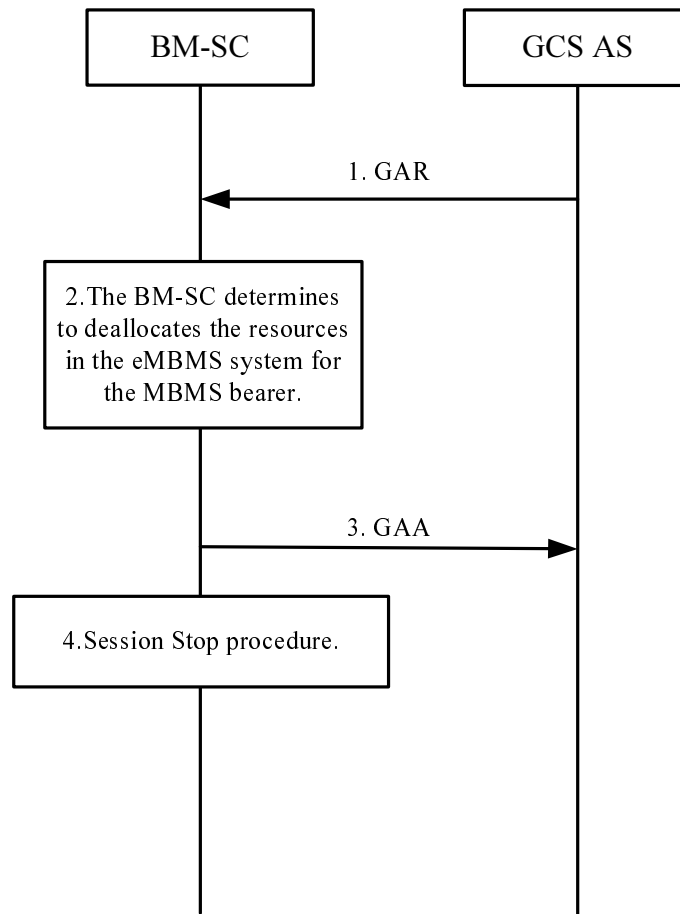 BM-SC
GCS AS
1. GAR
2.The BM-SC determines
to deallocates the resources
in the eMBMS system for
the MBMS bearer.
3. GAA
4.Session Stop procedure.